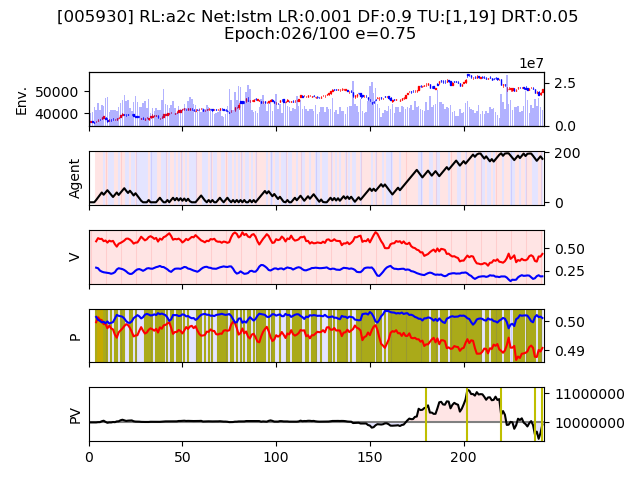 [005930] RL:a2c Net:lstm LR:0.001 DF:0.9 TU:[1,19] DRT:0.05
Epoch:026/100 e=0.75
1e7
Env.
50000
40000
2.5
0.0
Agent
200
0
V
0.50
0.25
P
0.50
0.49
PV
11000000
10000000
0
50
100
150
200